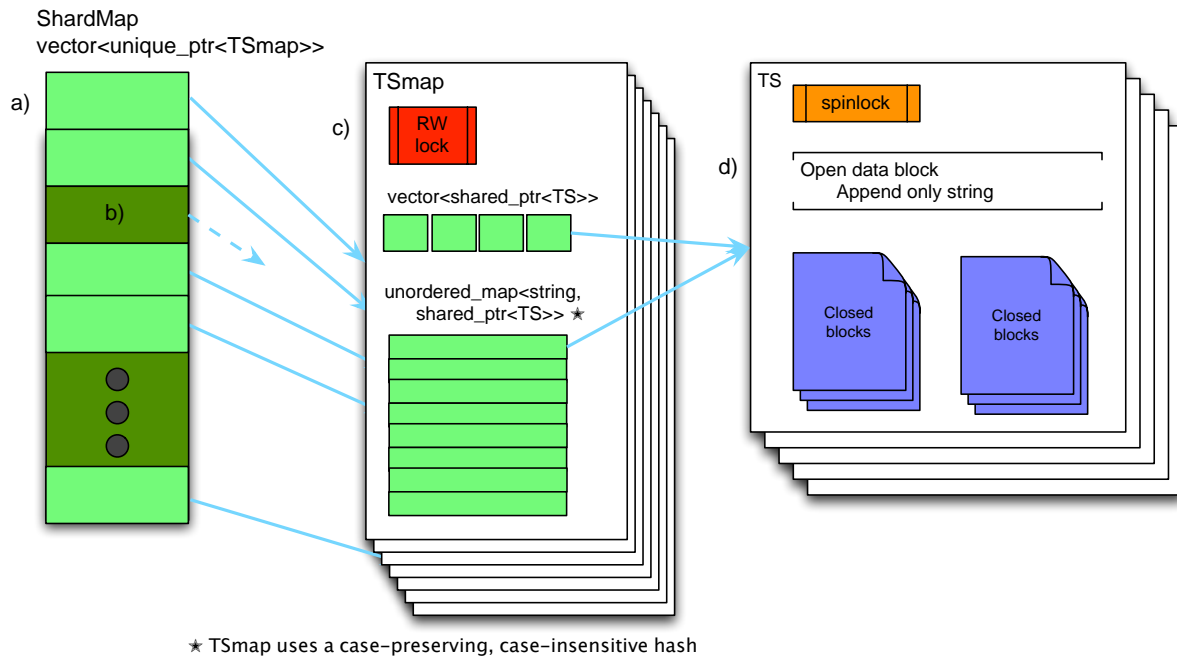 ShardMap
vector<unique_ptr<TSmap>>
a)
b)
TSmap
c)
RW
lock
vector<shared_ptr<TS>>
unordered_map<string,
shared_ptr<TS>> ✭
TS
spinlock
d)
Open data block
Append only string
Closed
blocks
Closed
blocks
✭ TSmap uses a case-preserving, case-insensitive hash